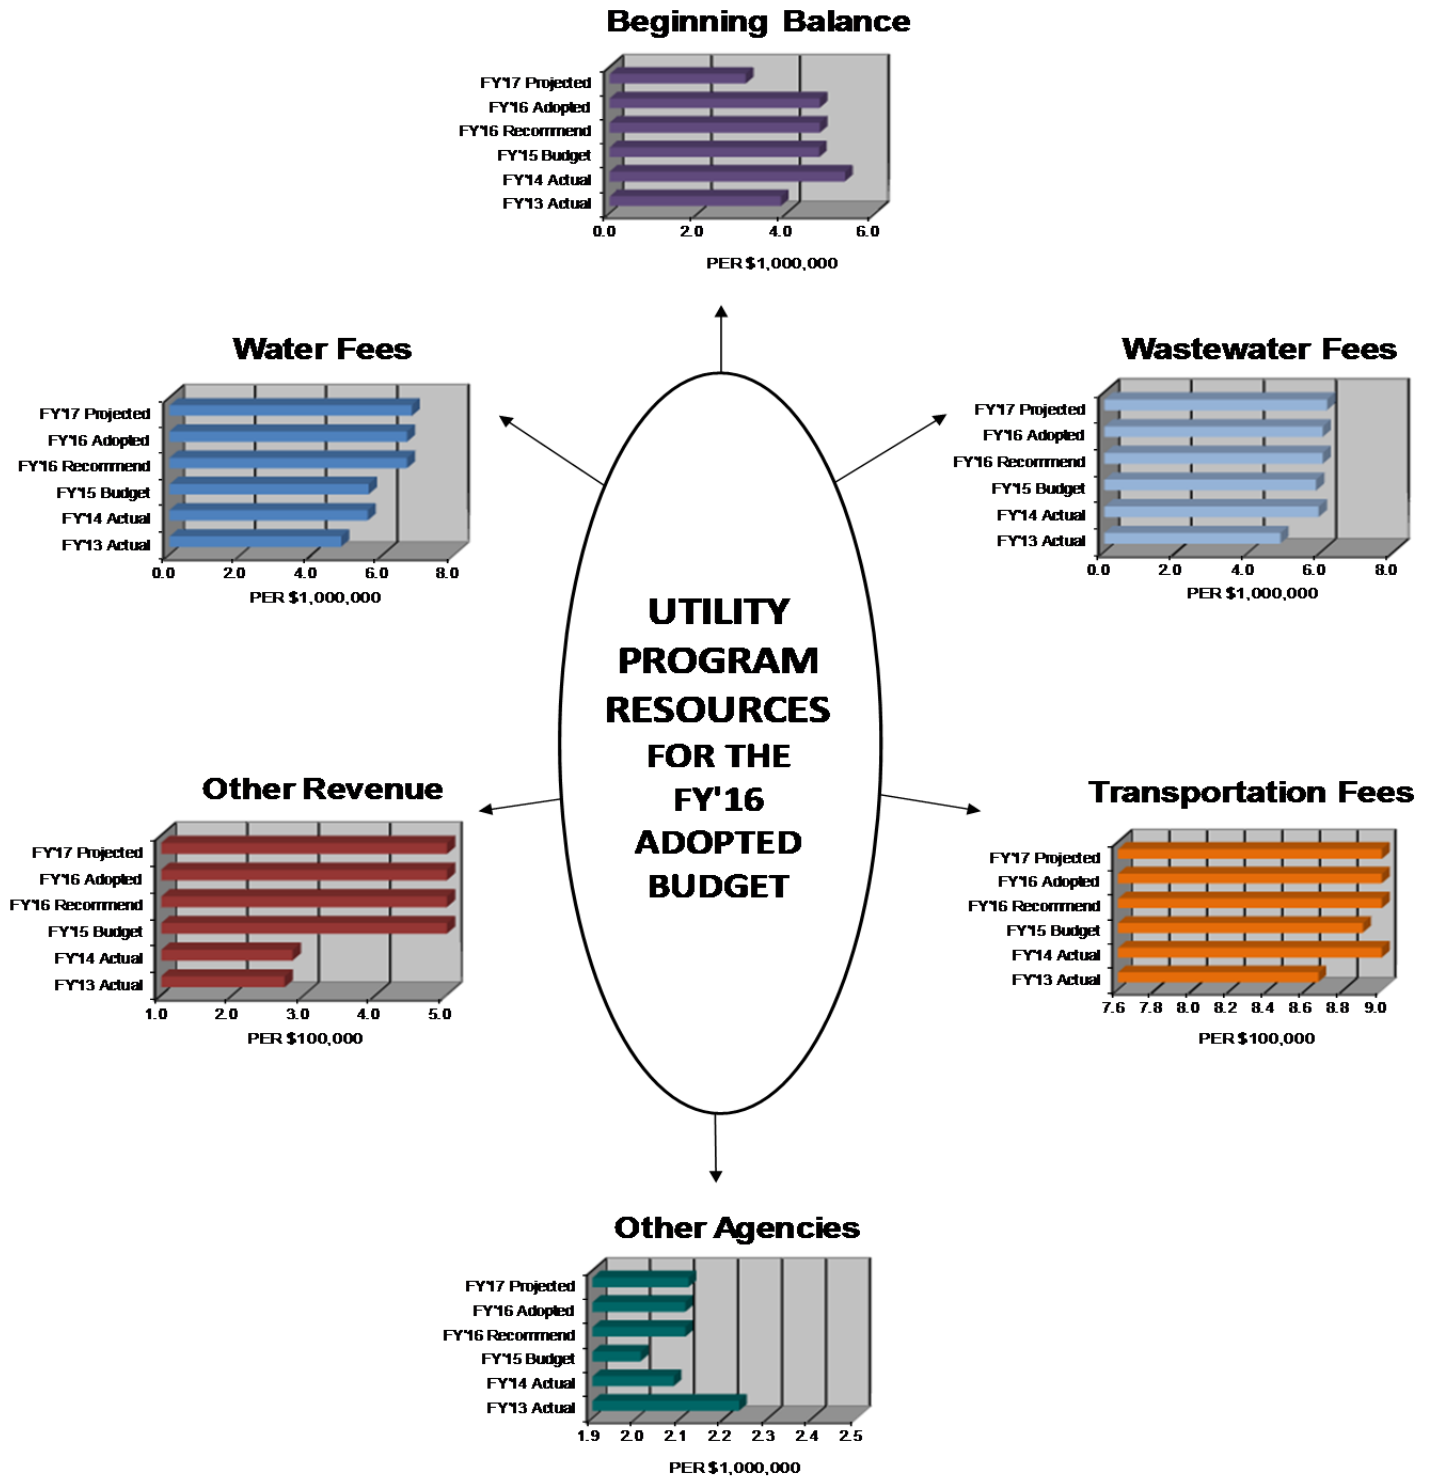 Beginning Balance
FY'17 Projected
FY'16 Adopted
FY'16 Recommend
FY'15 Budget
FY'14 Actual
FY'13 Actual
0.0 2.0 4.0 6.0
PER $1,000,000
Water Fees
FY'17 Projected
FY'16 Adopted
FY'16 Recommend
FY'15 Budget
FY'14 Actual
FY'13 Actual
0.0 2.0 4.0 6.0 8.0
PER $1,000,000
Wastewater Fees
FY'17 Projected
FY'16 Adopted
FY'16 Recommend
FY'15 Budget
FY'14 Actual
FY'13 Actual
0.0 2.0 4.0 6.0 8.0
PER $1,000,000
UTILITY
PROGRAM
RESOURCES
FOR THE
FY'16
ADOPTED
BUDGET
Other Revenue
FY'17 Projected
FY'16 Adopted
FY'16 Recommend
FY'15 Budget
FY'14 Actual
FY'13 Actual
1.0 2.0 3.0 4.0 5.0
PER $100,000
Transportation Fees
FY'17 Projected
FY'16 Adopted
FY'16 Recommend
FY'15 Budget
FY'14 Actual
FY'13 Actual
7.6 7.8 8.0 8.2 8.4 8.6 8.8 9.0
PER $100,000
Other Agencies
FY'17 Projected
FY'16 Adopted
FY'16 Recommend
FY'15 Budget
FY'14 Actual
FY'13 Actual
1.9 2.0 2.1 2.2 2.3 2.4 2.5
PER $1,000,000